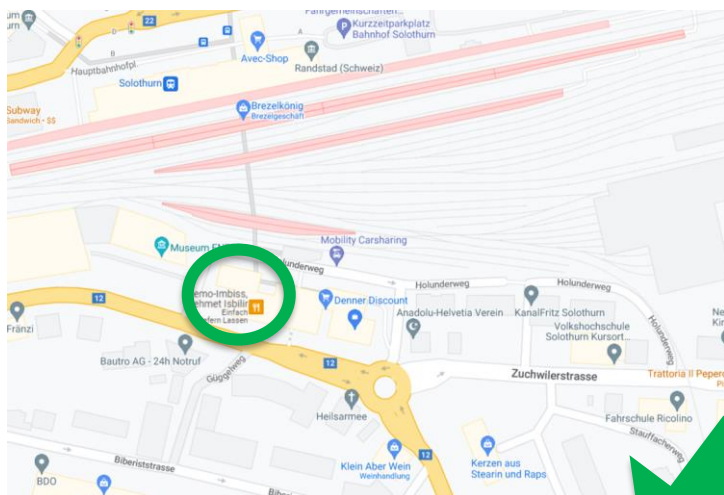 Kurzzeitparkplatz
Bahnhof Solothurn
22
Avec-Shop
Randstad (Schweiz)
Hauptbahnhofpl.
Solothurn
Subway
Sandwich · $$
Brezelkönig
Brezelgeschäft
Museum
Mobility Carsharing
Holunderweg
Holunderweg
Holunderweg
Holunderweg
emo-Imbiss,
ehmet Isbilir
Einfach
efern Lassen
Denner Discount
12
Anadolu-Helvetia Verein
KanalFritz Solothurn
Volkshochschule
Solothurn Kursort...
Fränzi
Bautro AG - 24h Notruf
Güggelweg
12
Zuchwilerstrasse
Trattoria Il Peper
Heilsarmee
Fahrschule Ricolino
Stauffacherweg
Biberiststrasse
12
Klein Aber Wein
Weinhandlung
Kerzen aus
Stearin und Raps
BDO